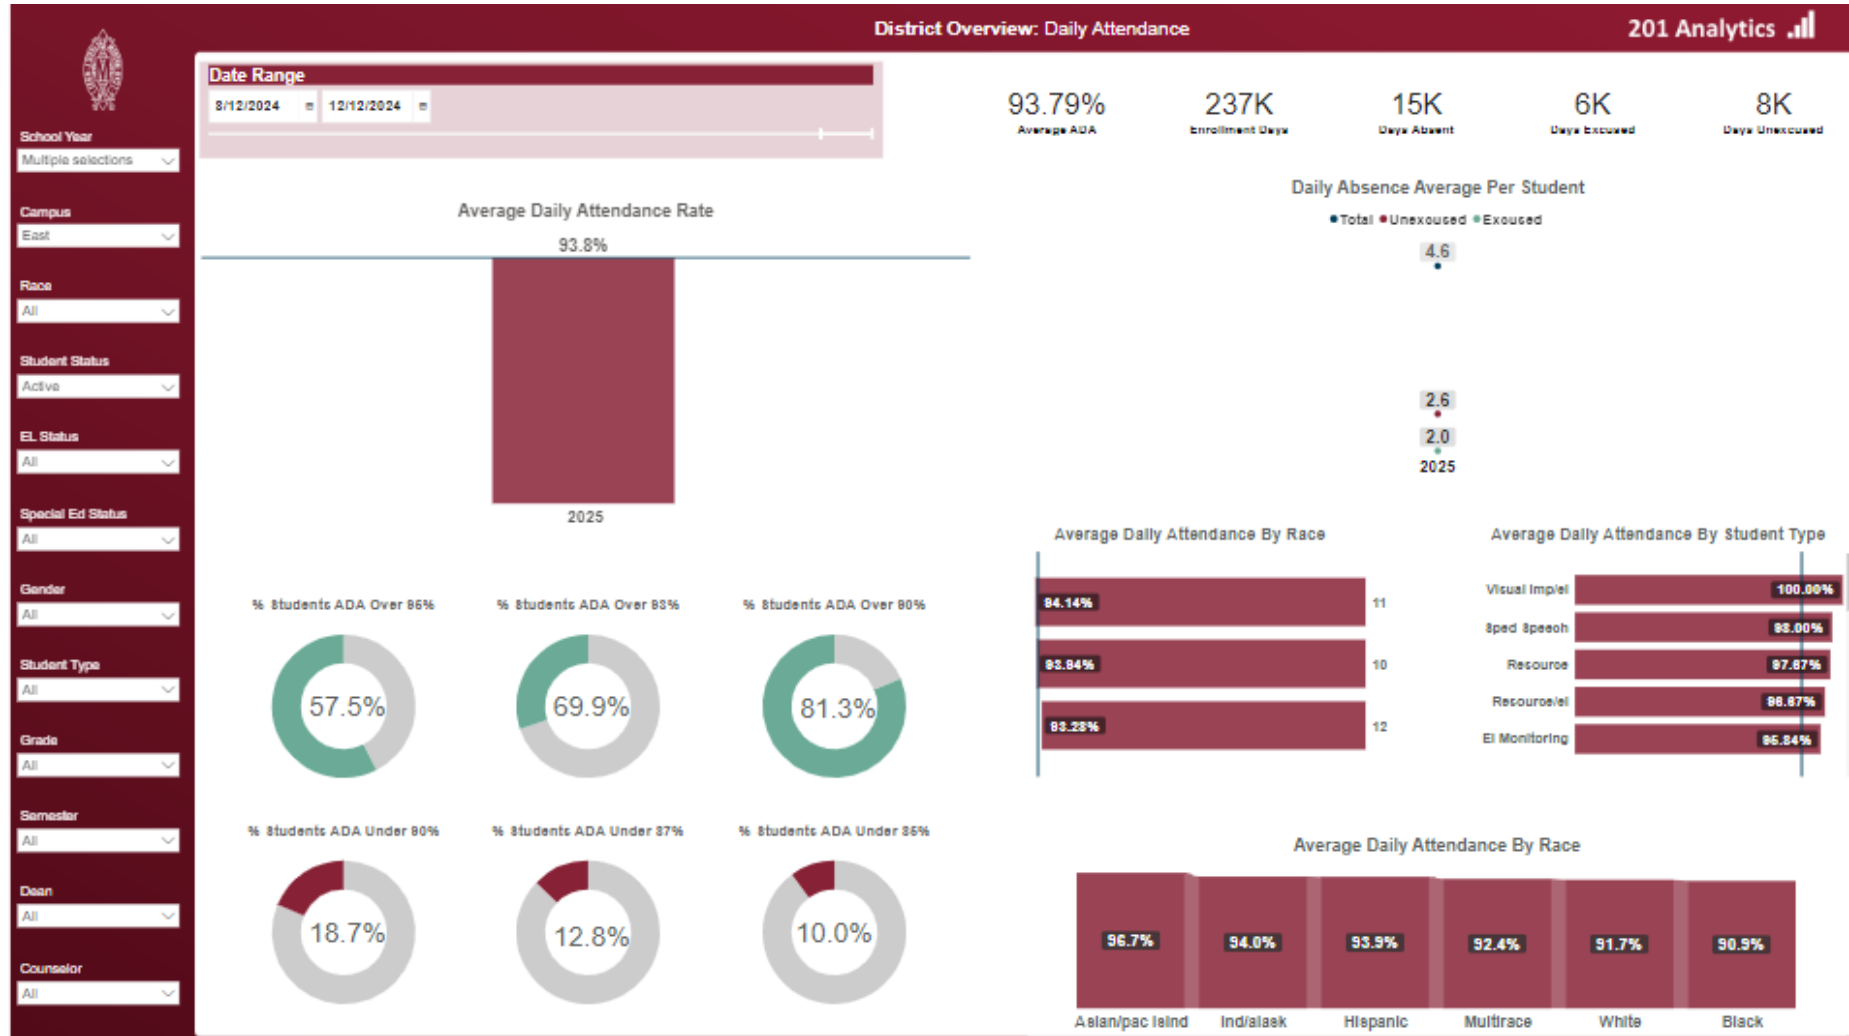 District Overview: Daily Attendance
201 Analytics
School Year
Multiple selections
Campus
East
Race
All
Student Status
Active
EL Status
All
Special Ed Status
All
Gender
All
Student Type
All
Grade
All
Semester
All
Dean
All
Counselor
All
Date Range
8/12/2024 12/12/2024
93.79%
Average ADA
237K
Enrollment Days
15K
Days Absent
6K
Days Excused
8K
Days Unexcused
Average Daily Attendance Rate
93.8%
2025
Daily Absence Average Per Student
Total Unexcused Excused
4.6
2.6
2.0
2025
% Students ADA Over 95%
57.5%
% Students ADA Over 93%
69.9%
% Students ADA Over 90%
81.3%
% Students ADA Under 90%
18.7%
% Students ADA Under 87%
12.8%
% Students ADA Under 85%
10.0%
Average Daily Attendance By Race
94.14% 11
93.94% 10
93.28% 12
Average Daily Attendance By Student Type
Visual Imp/el 100.00%
Sped Speech 98.00%
Resource 97.67%
Resource/el 96.67%
El Monitoring 95.84%
Average Daily Attendance By Race
96.7% 94.0% 93.9% 92.4% 91.7% 90.9%
Asian/pac Islnd Ind/alask Hispanic Multirace White Black